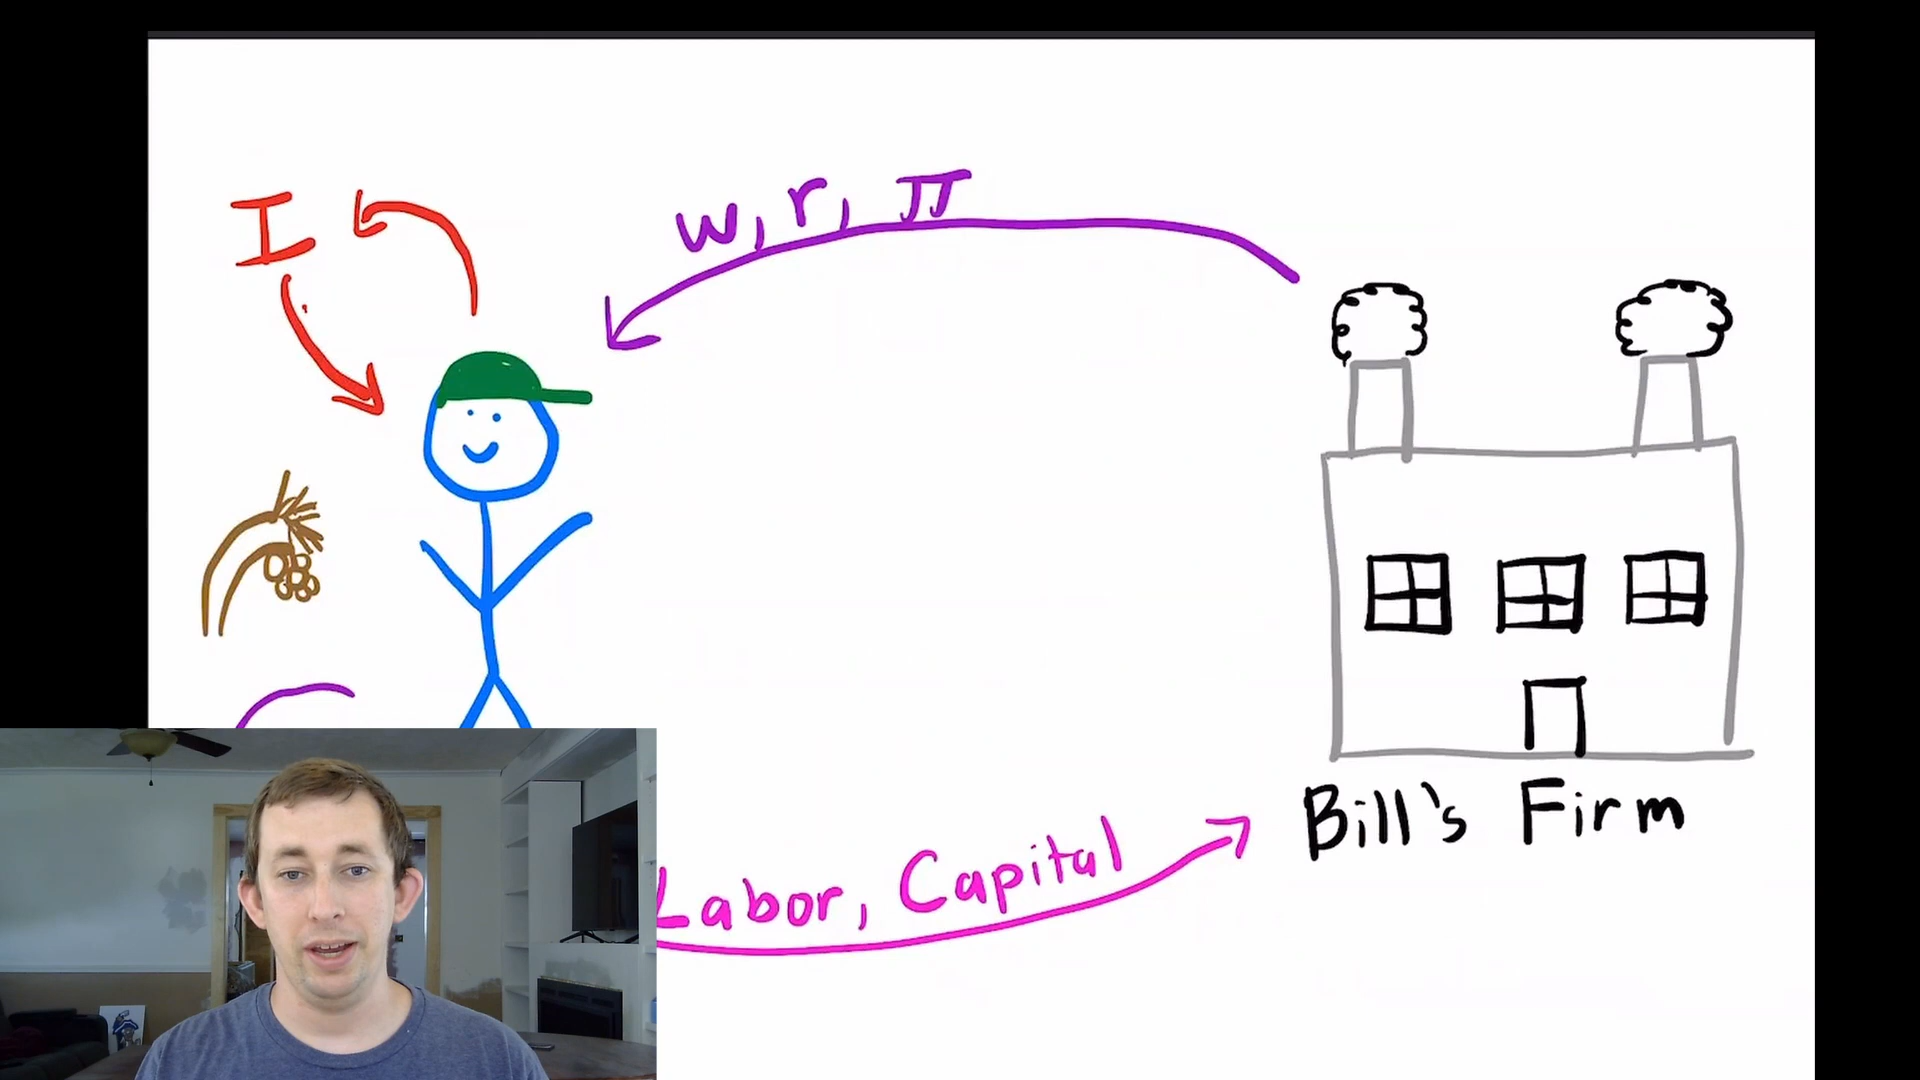 I
w, r, π
Labor, Capital
Bill's Firm